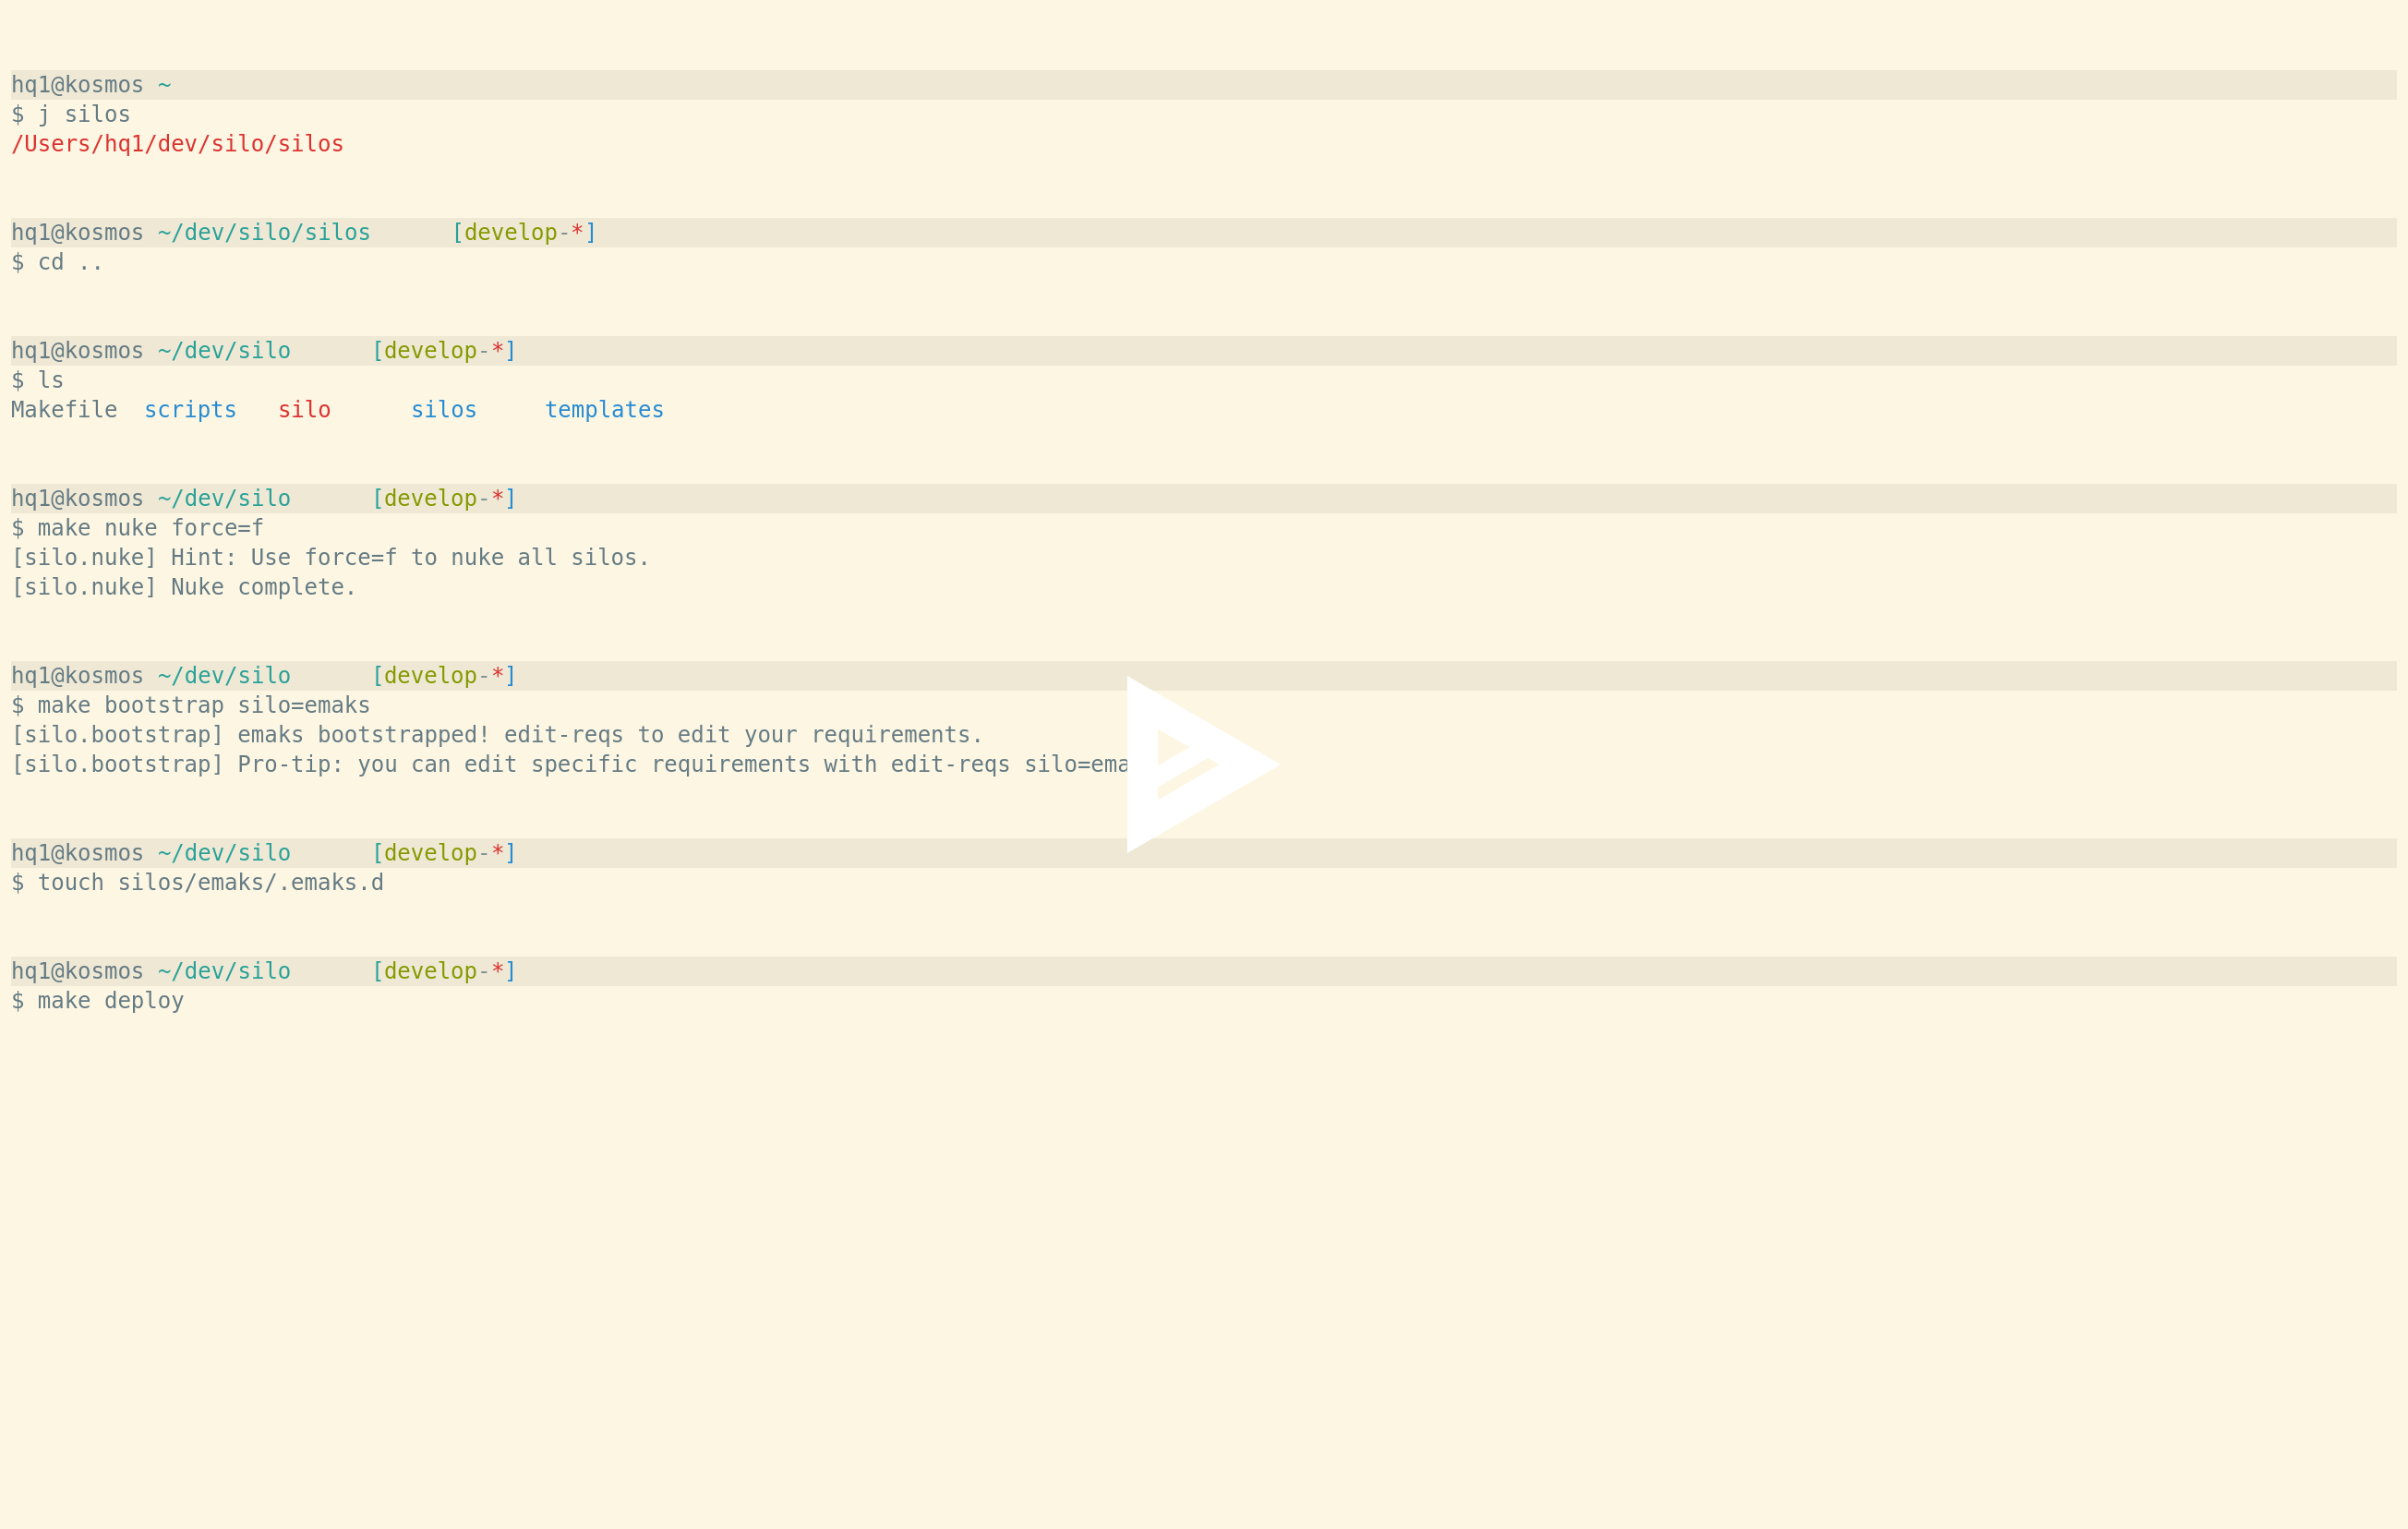 hq1@kosmos ~
$ j silos
/Users/hq1/dev/silo/silos
hq1@kosmos ~/dev/silo/silos [develop-*]
$ cd ..
hq1@kosmos ~/dev/silo [develop-*]
$ ls
Makefile scripts silo silos templates
hq1@kosmos ~/dev/silo [develop-*]
$ make nuke force=f
[silo.nuke] Hint: Use force=f to nuke all silos.
[silo.nuke] Nuke complete.
hq1@kosmos ~/dev/silo [develop-*]
$ make bootstrap silo=emaks
[silo.bootstrap] emaks bootstrapped! edit-reqs to edit your requirements.
[silo.bootstrap] Pro-tip: you can edit specific requirements with edit-reqs
hq1@kosmos ~/dev/silo [develop-*]
$ touch silos/emaks/.emaks.d
hq1@kosmos ~/dev/silo [develop-*]
$ make deploy